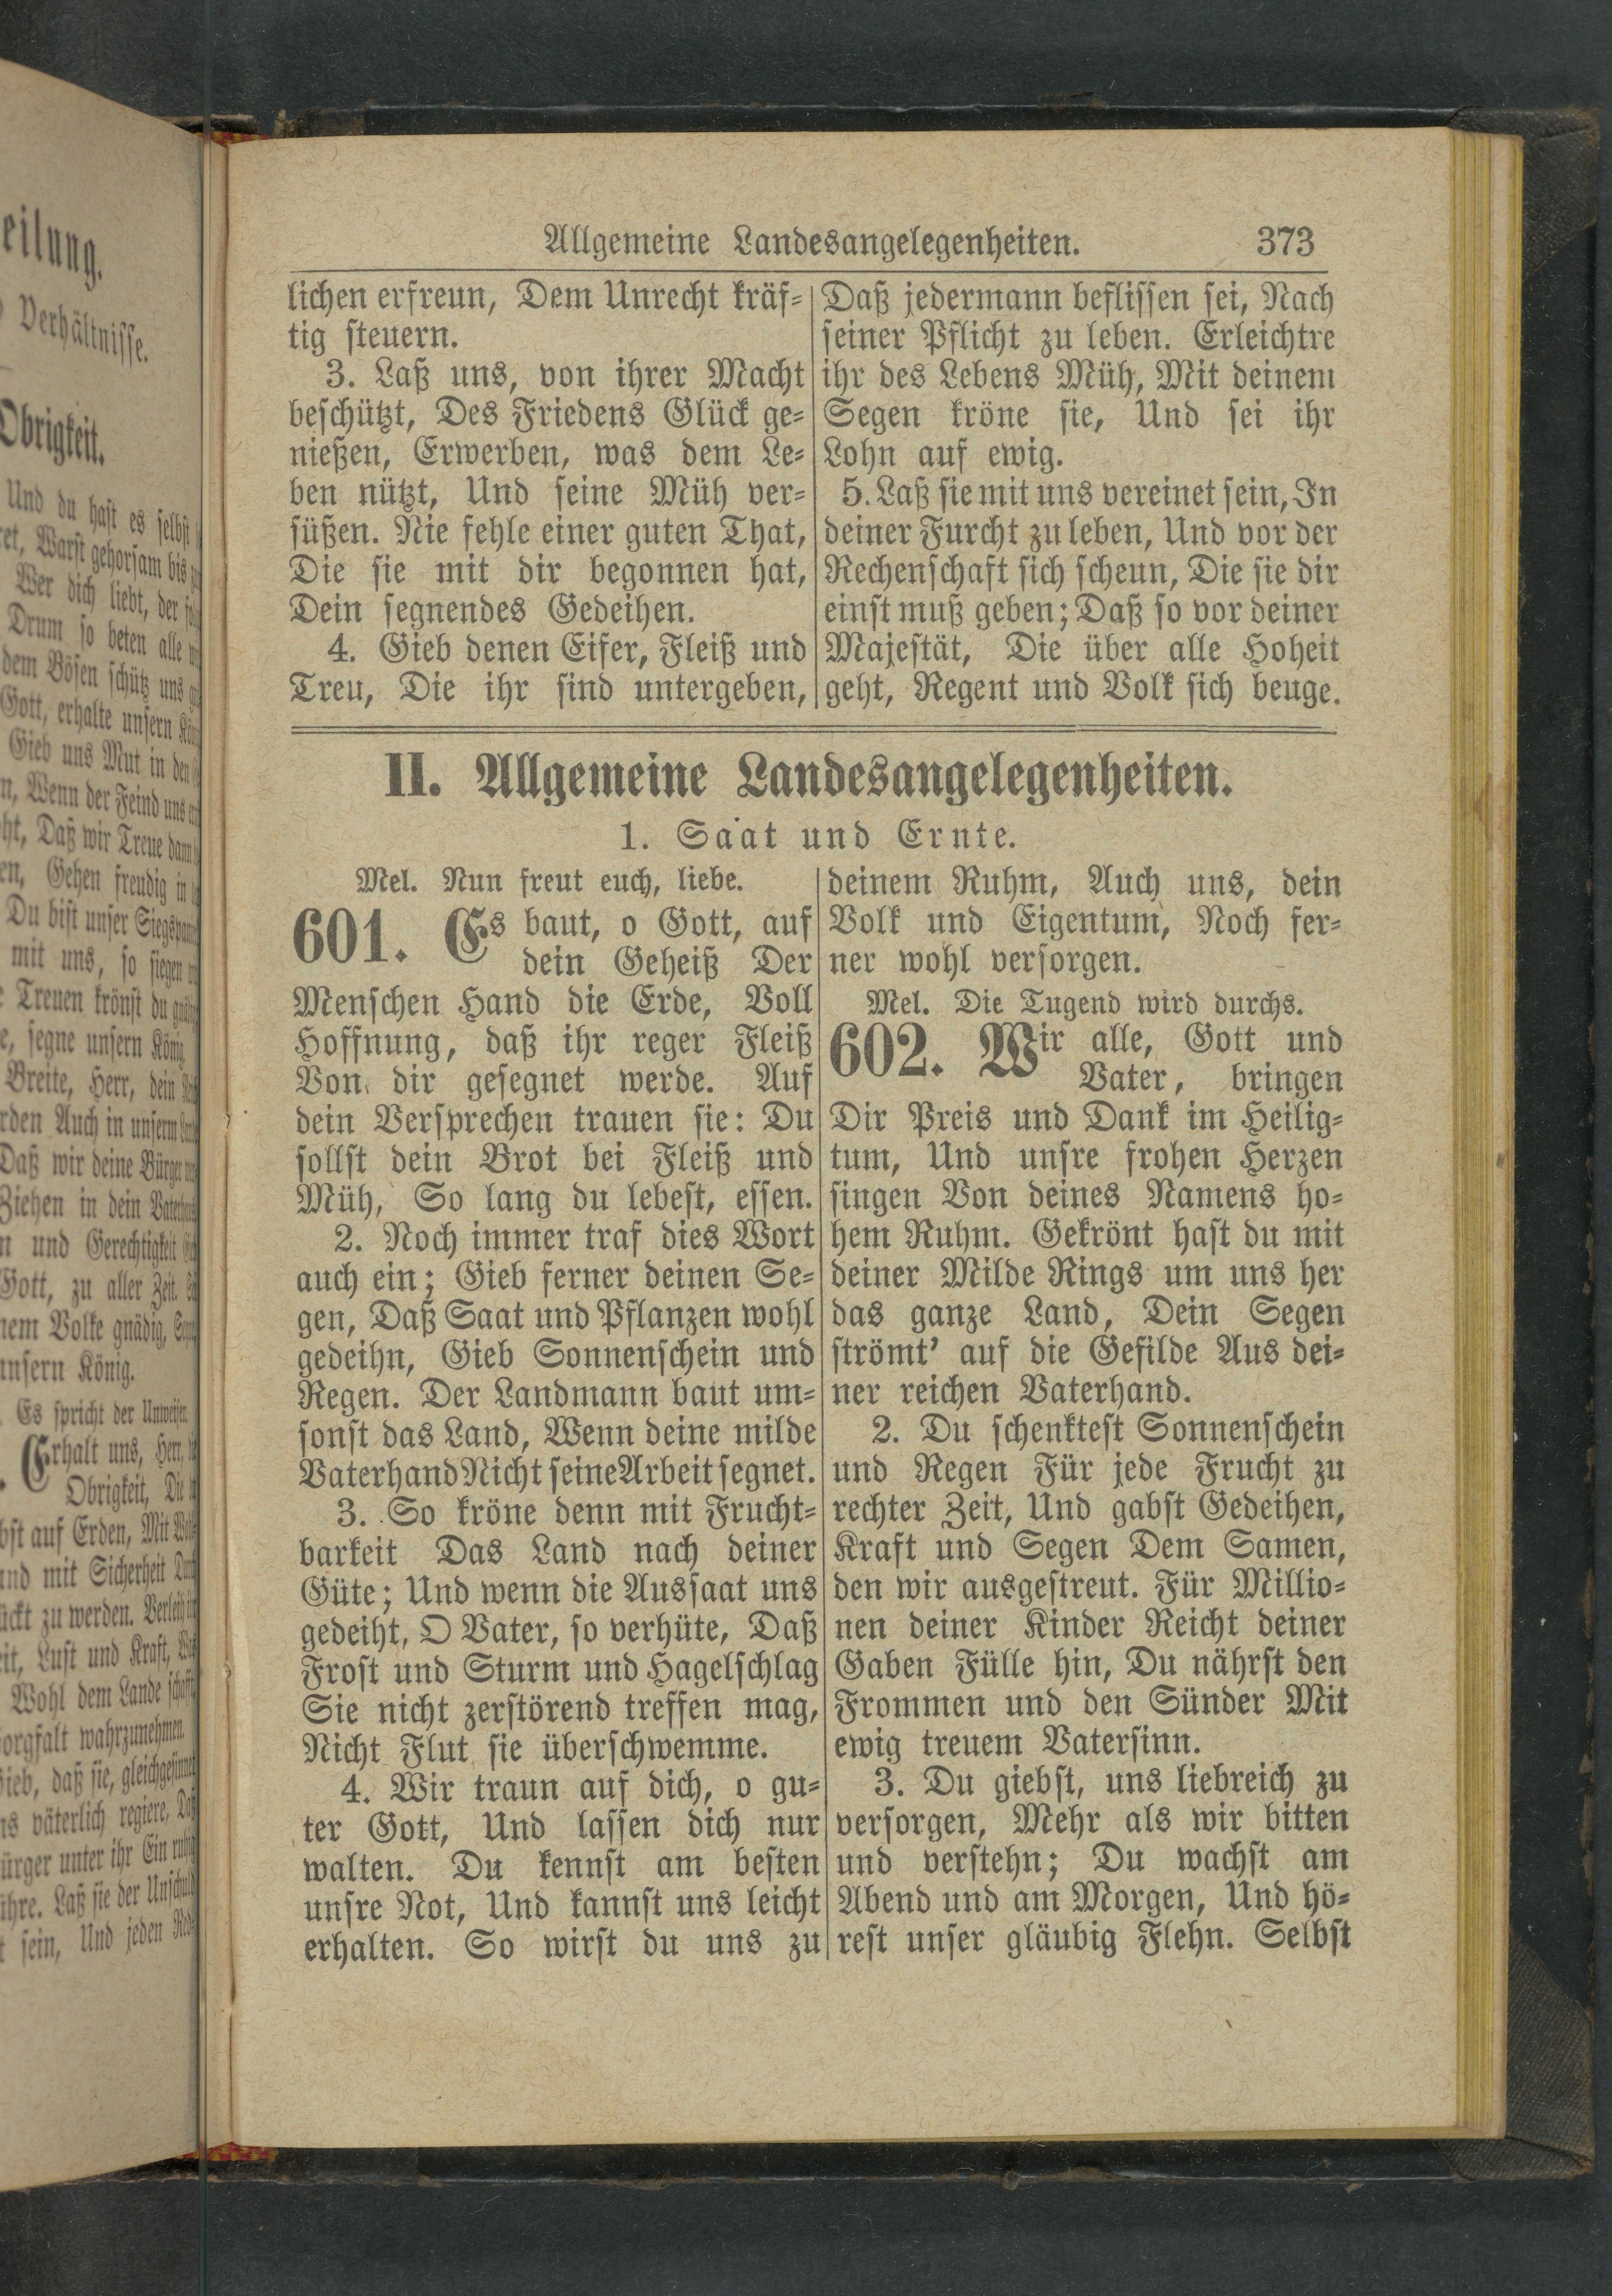 Allgemeine Landesangelegenheiten. 373
lichen erfreun, Dem Unrecht kräf-
tig steuern.
3. Laß uns, von ihrer Macht
beschützt, Des Friedens Glück ge-
nießen, Erwerben, was dem Le-
ben nützt, Und seine Müh ver-
süßen. Nie fehle einer guten That,
Die sie mit dir begonnen hat,
Dein segnendes Gedeihen.
4. Gieb denen Eifer, Fleiß und
Treu, Die ihr sind untergeben,
Daß jedermann beflissen sei, Nach
seiner Pflicht zu leben. Erleichtre
ihr des Lebens Müh, Mit deinem
Segen kröne sie, Und sei ihr
Lohn auf ewig.
5. Laß sie mit uns vereinet sein, In
deiner Furcht zu leben, Und vor der
Rechenschaft sich scheun, Die sie dir
einst muß geben; Daß so vor deiner
Majestät, Die über alle Hoheit
geht, Regent und Volk sich beuge.
II. Allgemeine Landesangelegenheiten.
1. Saat und Ernte.
Mel. Nun freut euch, liebe.
601. Es baut, o Gott, auf
dein Geheiß Der
Menschen Hand die Erde, Voll
Hoffnung, daß ihr reger Fleiß
Von dir gesegnet werde. Auf
dein Versprechen trauen sie: Du
sollst dein Brot bei Fleiß und
Müh, So lang du lebest, essen.
2. Noch immer traf dies Wort
auch ein; Gieb ferner deinen Se-
gen, Daß Saat und Pflanzen wohl
gedeihn, Gieb Sonnenschein und
Regen. Der Landmann baut um-
sonst das Land, Wenn deine milde
Vaterhand Nicht seine Arbeit segnet.
3. So kröne denn mit Frucht-
barkeit Das Land nach deiner
Güte; Und wenn die Aussaat uns
gedeiht, O Vater, so verhüte, Daß
Frost und Sturm und Hagelschlag
Sie nicht zerstörend treffen mag,
Nicht Flut sie überschwemme.
4. Wir traun auf dich, o gu-
ter Gott, Und lassen dich nur
walten. Du kennst am besten
unsre Not, Und kannst uns leicht
erhalten. So wirst du uns zu
deinem Ruhm, Auch uns, dein
Volk und Eigentum, Noch fer-
ner wohl versorgen.
Mel. Die Tugend wird durchs.
602. Wir alle, Gott und
Vater, bringen
Dir Preis und Dank im Heilig-
tum, Und unsre frohen Herzen
singen Von deines Namens ho-
hem Ruhm. Gekrönt hast du mit
deiner Milde Rings um uns her
das ganze Land, Dein Segen
strömt' auf die Gefilde Aus dei-
ner reichen Vaterhand.
2. Du schenktest Sonnenschein
und Regen Für jede Frucht zu
rechter Zeit, Und gabst Gedeihen,
Kraft und Segen Dem Samen,
den wir ausgestreut. Für Millio-
nen deiner Kinder Reicht deiner
Gaben Fülle hin, Du nährst den
Frommen und den Sünder Mit
ewig treuem Vatersinn.
3. Du giebst, uns liebreich zu
versorgen, Mehr als wir bitten
und verstehn; Du wachst am
Abend und am Morgen, Und hö-
rest unser gläubig Flehn. Selbst